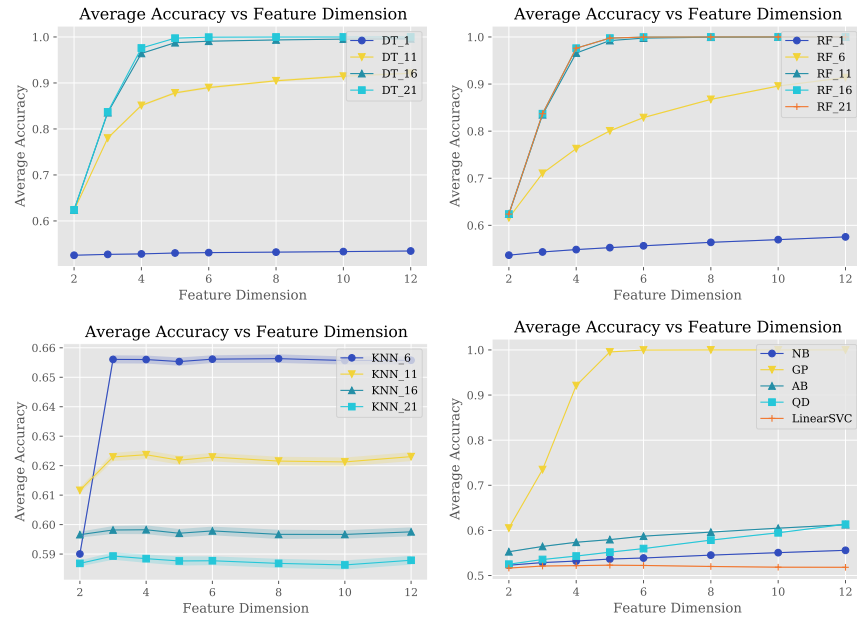 Average Accuracy vs Feature Dimension
1.0
0.9
0.8
0.7
0.6
Average Accuracy
2
4
6
8
10
12
Feature Dimension
DT_1
DT_11
DT_16
DT_21
Average Accuracy vs Feature Dimension
1.0
0.9
0.8
0.7
0.6
Average Accuracy
2
4
6
8
10
12
Feature Dimension
RF_1
RF_6
RF_11
RF_16
RF_21
Average Accuracy vs Feature Dimension
0.66
0.65
0.64
0.63
0.62
0.61
0.60
0.59
Average Accuracy
2
4
6
8
10
12
Feature Dimension
KNN_6
KNN_11
KNN_16
KNN_21
Average Accuracy vs Feature Dimension
1.0
0.9
0.8
0.7
0.6
0.5
Average Accuracy
2
4
6
8
10
12
Feature Dimension
NB
GP
AB
QD
LinearSVC